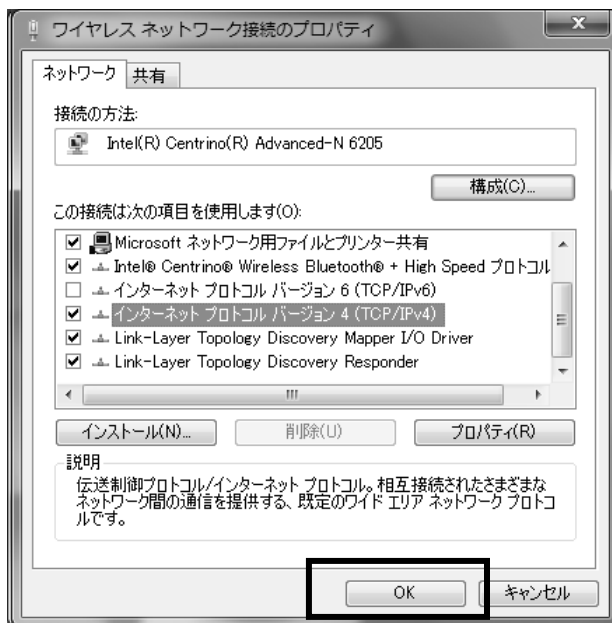 ワイヤレス ネットワーク接続のプロパティ
ネットワーク 共有
接続の方法:
Intel(R) Centrino(R) Advanced-N 6205
構成(C)...
この接続は次の項目を使用します(O):
Microsoft ネットワーク用ファイルとプリンター共有
Intel® Centrino® Wireless Bluetooth® + High Speed プロトコル
インターネット プロトコル バージョン 6 (TCP/IPv6)
インターネット プロトコル バージョン 4 (TCP/IPv4)
Link-Layer Topology Discovery Mapper I/O Driver
Link-Layer Topology Discovery Responder
インストール(N)... 削除(U) プロパティ(R)
説明
伝送制御プロトコル/インターネット プロトコル。相互接続されたさまざまな
ネットワーク間の通信を提供する、既定のワイド エリア ネットワーク プロトコ
ルです。
OK キャンセル